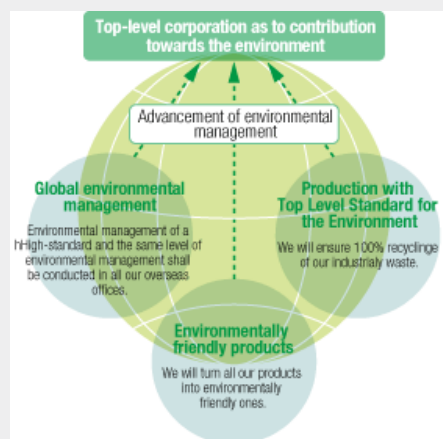 Top-level corporation as to contribution
towards the environment
Advancement of environmental
management
Global environmental
management
Environmental management of a
hHigh-standard and the same level of
environmental management shall
be conducted in all our overseas
offices.
Production with
Top Level Standard for
the Environment
We will ensure 100% recyclinge
of our industrialy waste.
Environmentally
friendly products
We will turn all our products
into environmentally
friendly ones.